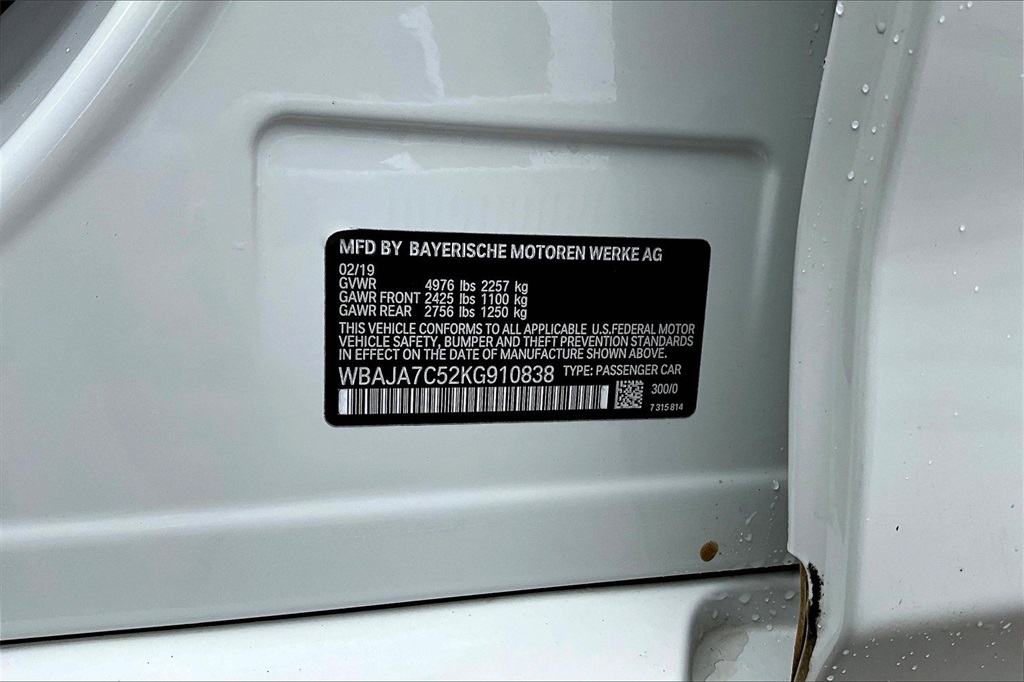 MFD BY BAYERISCHE MOTOREN WERKE AG
02/19
GVWR 4976 lbs 2257 kg
GAWR FRONT 2425 lbs 1100 kg
GAWR REAR 2756 lbs 1250 kg
THIS VEHICLE CONFORMS TO ALL APPLICABLE U.S.FEDERAL MOTOR
VEHICLE SAFETY, BUMPER AND THEFT PREVENTION STANDARDS
IN EFFECT ON THE DATE OF MANUFACTURE SHOWN ABOVE.
WBAJA7C52KG910838 TYPE: PASSENGER CAR
300/0
7 315 814